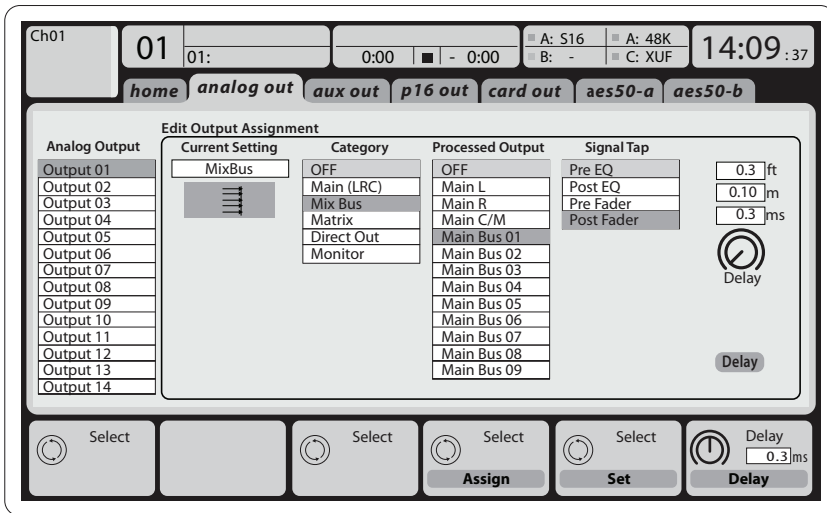 Ch01
01
01:
0:00 - 0:00
A: S16 A: 48K
B: - C: XUF
14:09 :37
home analog out aux out p16 out card out aes50-a aes50-b
Edit Output Assignment
Analog Output Current Setting Category Processed Output Signal Tap
Output 01
Output 02
Output 03
Output 04
Output 05
Output 06
Output 07
Output 08
Output 09
Output 10
Output 11
Output 12
Output 13
Output 14
MixBus
OFF
Main (LRC)
Mix Bus
Matrix
Direct Out
Monitor
OFF
Main L
Main R
Main C/M
Main Bus 01
Main Bus 02
Main Bus 03
Main Bus 04
Main Bus 05
Main Bus 06
Main Bus 07
Main Bus 08
Main Bus 09
Pre EQ
Post EQ
Pre Fader
Post Fader
0.3 ft
0.10 m
0.3 ms
Delay
Delay
Select
Select
Select
Assign
Select
Set
Delay
0.3 ms
Delay